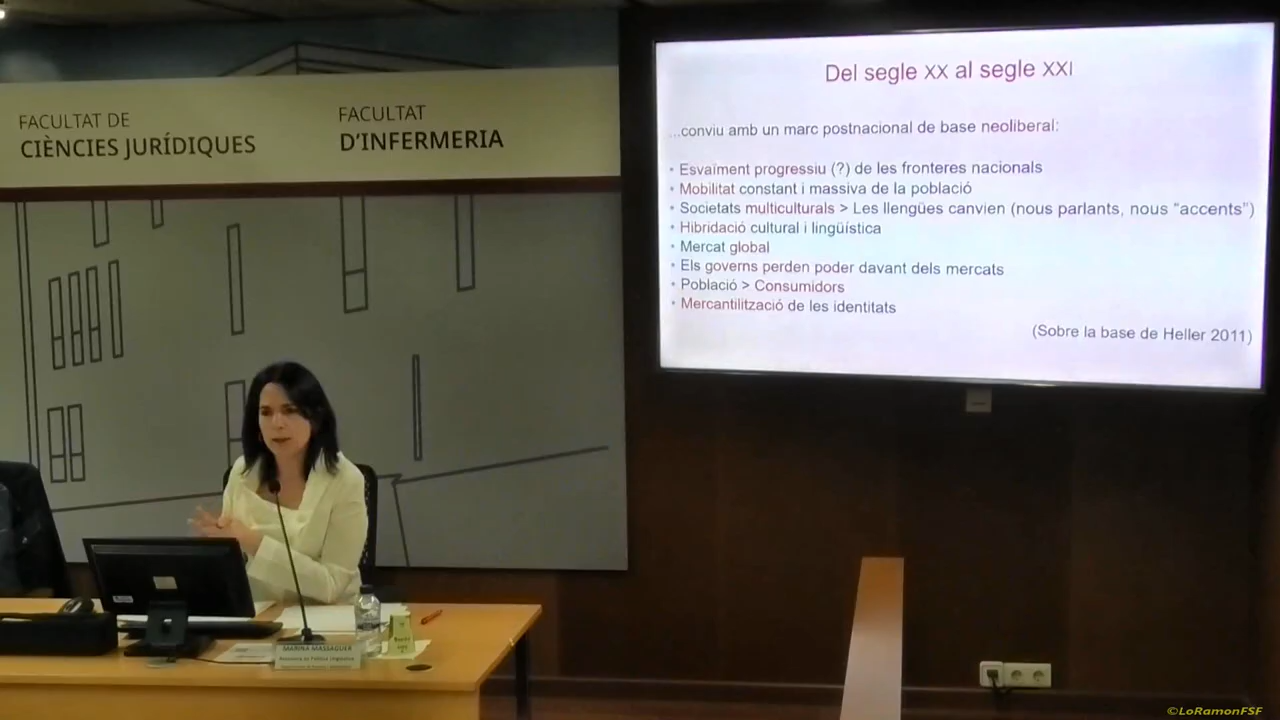 FACULTAT DE
CIÈNCIES JURÍDIQUES
FACULTAT
D'INFERMERIA
Del segle XX al segle XXI
...conviu amb un marc postnacional de base neoliberal:
• Esvaïment progressiu (?) de les fronteres nacionals
• Mobilitat constant i massiva de la població
• Societats multiculturals > Les llengües canvien (nous parlants, nous "accents")
• Hibridació cultural i lingüística
• Mercat global
• Els governs perden poder davant dels mercats
• Població > Consumidors
• Mercantilització de les identitats
(Sobre la base de Heller 2011)
MARINA MASSAGUER
©LoRamonFSF